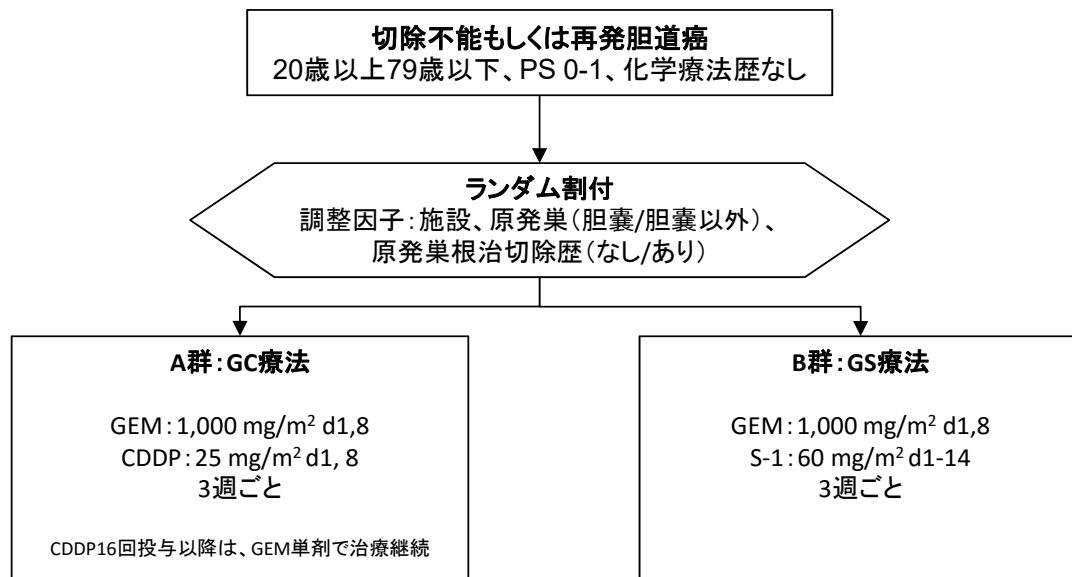 切除不能もしくは再発胆道癌
20歳以上79歳以下、PS 0-1、化学療法歴なし
ランダム割付
調整因子：施設、原発巣（胆嚢/胆嚢以外）、
原発巣根治切除歴（なし/あり）
A群：GC療法
GEM：1,000 mg/m² d1,8
CDDP：25 mg/m² d1, 8
3週ごと
CDDP16回投与以降は、GEM単剤で治療継続
B群：GS療法
GEM：1,000 mg/m² d1,8
S-1：60 mg/m² d1-14
3週ごと